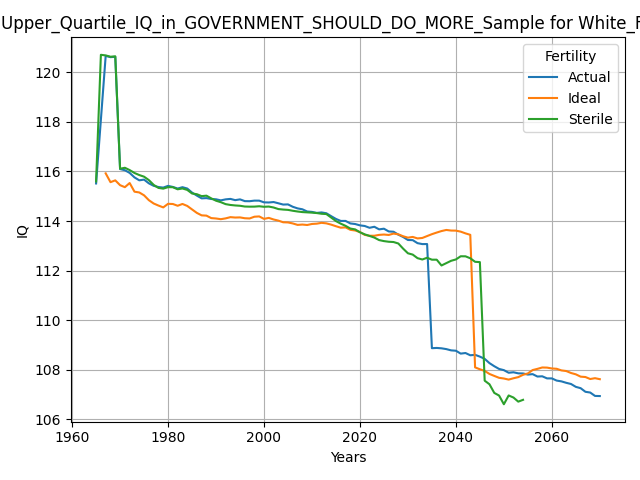 Upper_Quartile_IQ_in_GOVERNMENT_SHOULD_DO_MORE_Sample for White_F
Fertility
Actual
Ideal
Sterile
120
118
116
114
112
110
108
106
IQ
1960
1980
2000
2020
2040
2060
Years